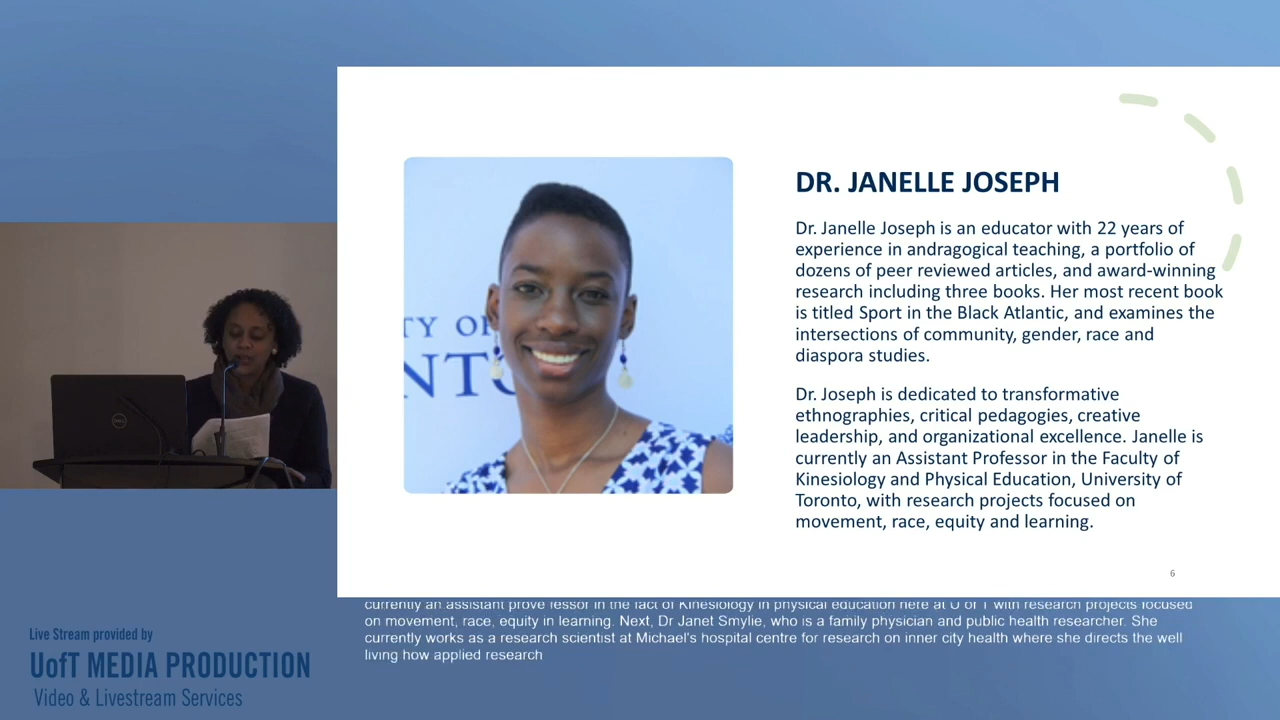 DR. JANELLE JOSEPH
Dr. Janelle Joseph is an educator with 22 years of
experience in andragogical teaching, a portfolio of
dozens of peer reviewed articles, and award-winning
research including three books. Her most recent book
is titled Sport in the Black Atlantic, and examines the
intersections of community, gender, race and
diaspora studies.
Dr. Joseph is dedicated to transformative
ethnographies, critical pedagogies, creative
leadership, and organizational excellence. Janelle is
currently an Assistant Professor in the Faculty of
Kinesiology and Physical Education, University of
Toronto, with research projects focused on
movement, race, equity and learning.
TY OF
NTO
DELL
6
currently an assistant prove fessor in the fact of Kinesiology in physical education here at U of T with research projects focused
on movement, race, equity in learning. Next, Dr Janet Smylie, who is a family physician and public health researcher. She
currently works as a research scientist at Michael's hospital centre for research on inner city health where she directs the well
living how applied research
Live Stream provided by
UofT MEDIA PRODUCTION
Video & Livestream Services